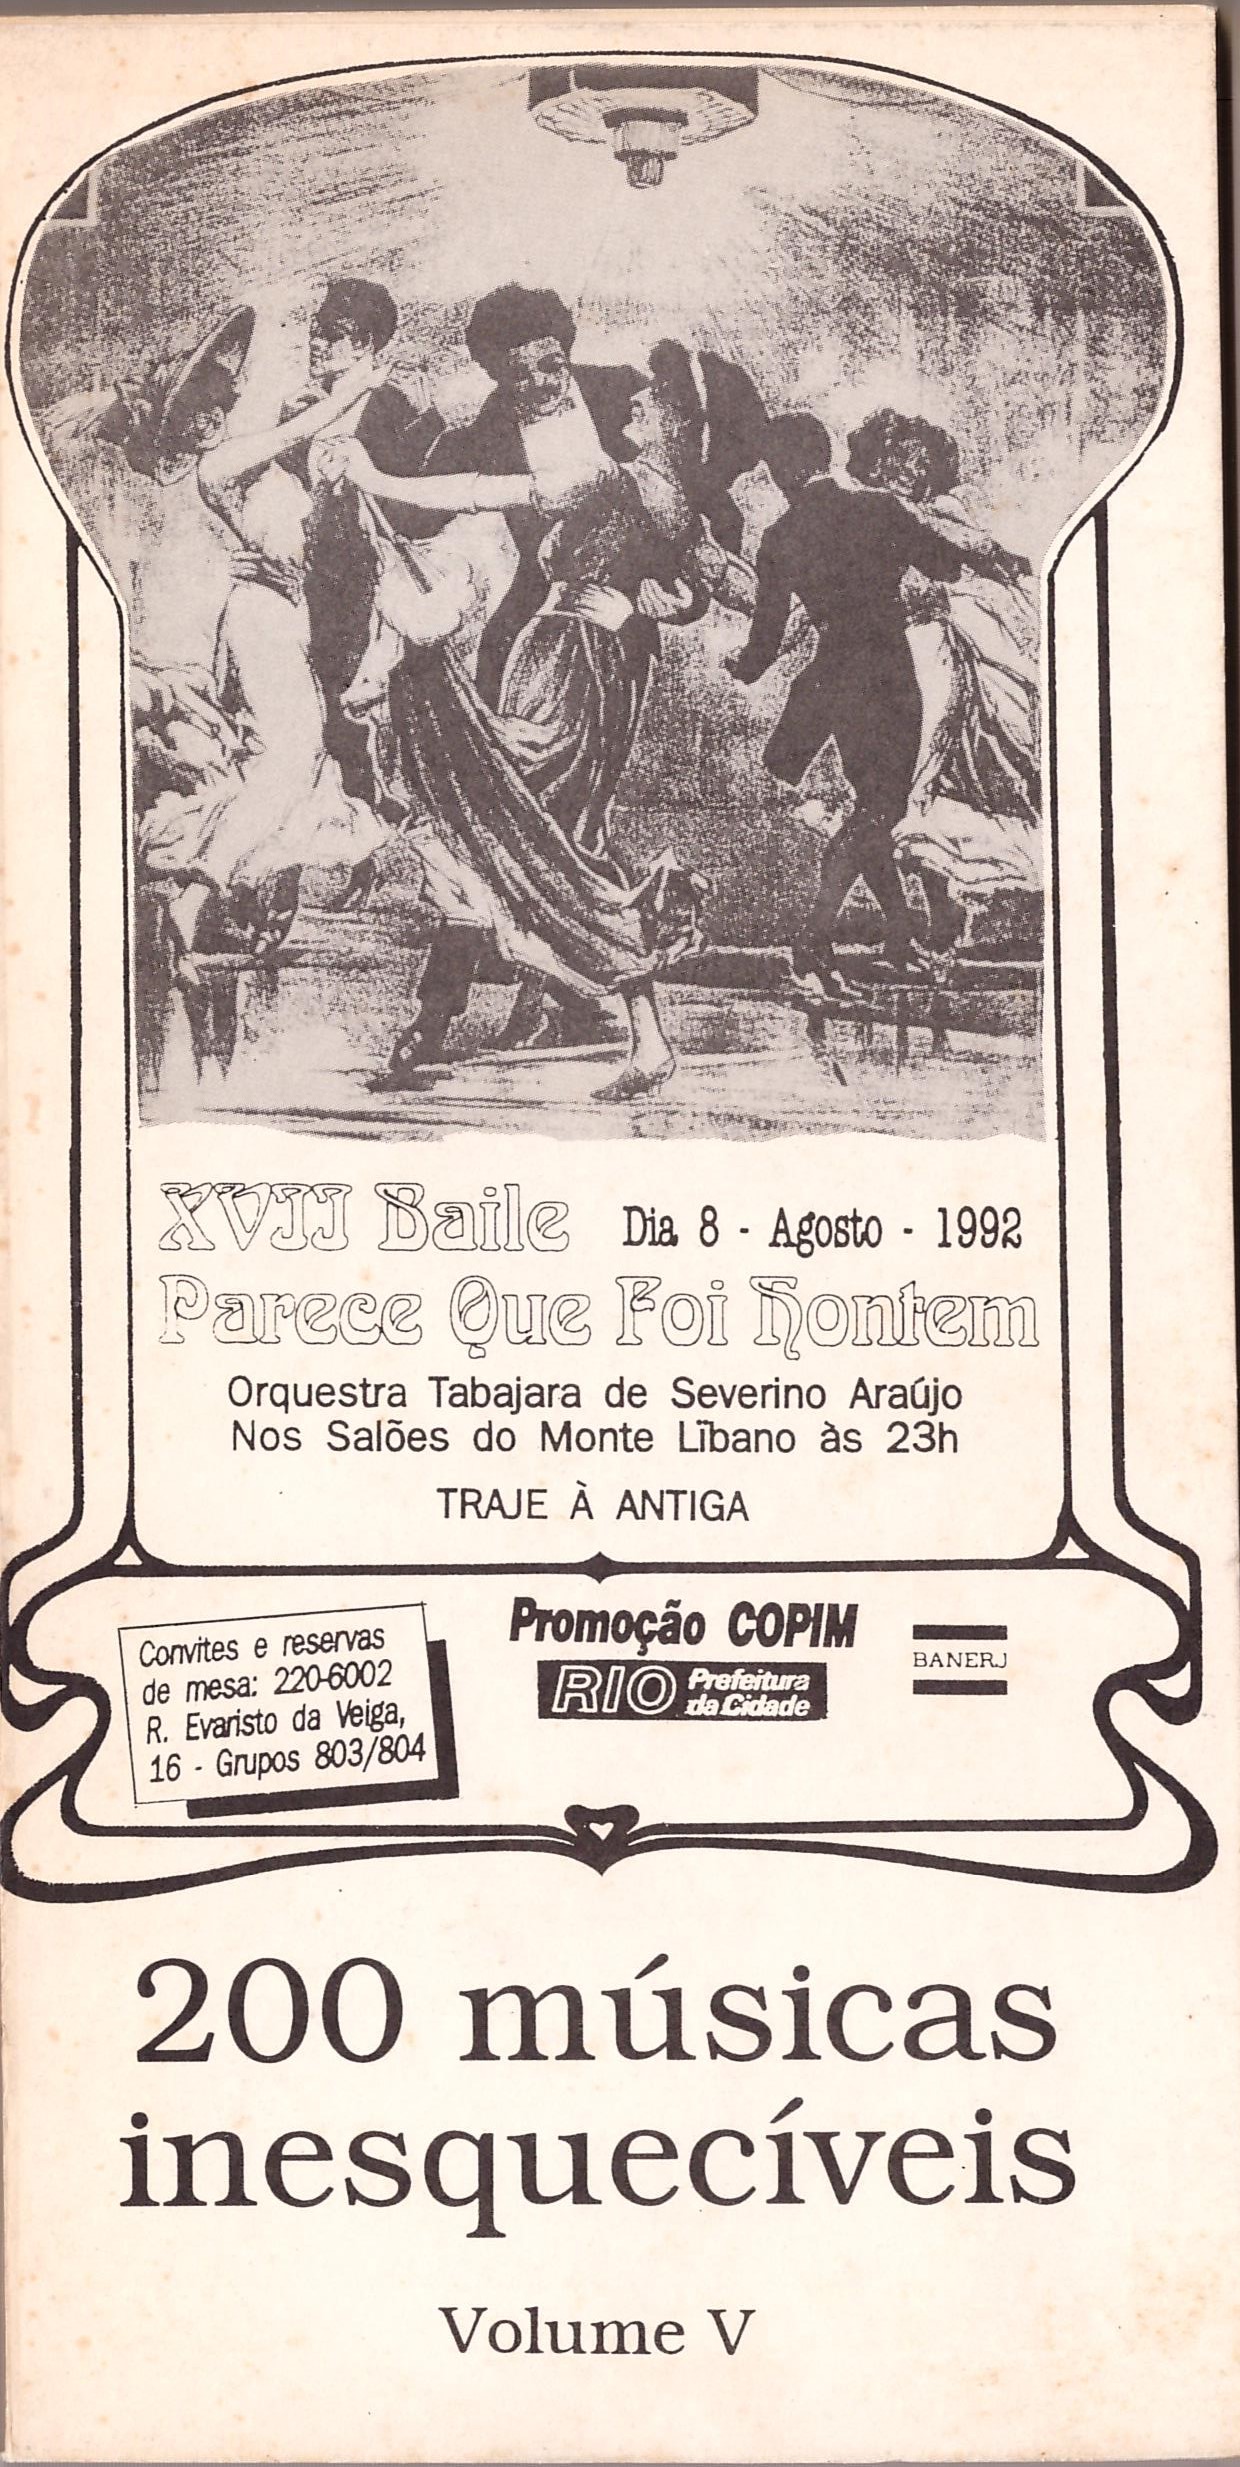 XVII Baile Dia 8 - Agosto - 1992
Parece Que Foi Hontem
Orquestra Tabajara de Severino Araújo
Nos Salões do Monte Líbano às 23h
TRAJE À ANTIGA
Convites e reservas
de mesa: 220-6002
R. Evaristo da Veiga,
16 - Grupos 803/804
Promoção COPIM
RIO Prefeitura
da Cidade
BANERJ
200 músicas
inesquecíveis
Volume V